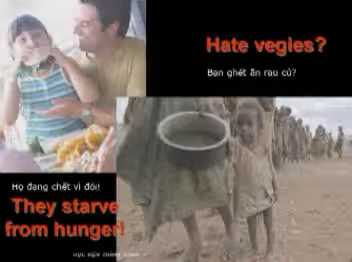 Hate vegies?
Bạn ghét ăn rau củ?
Họ đang chết vì đói!
They starve
from hunger!